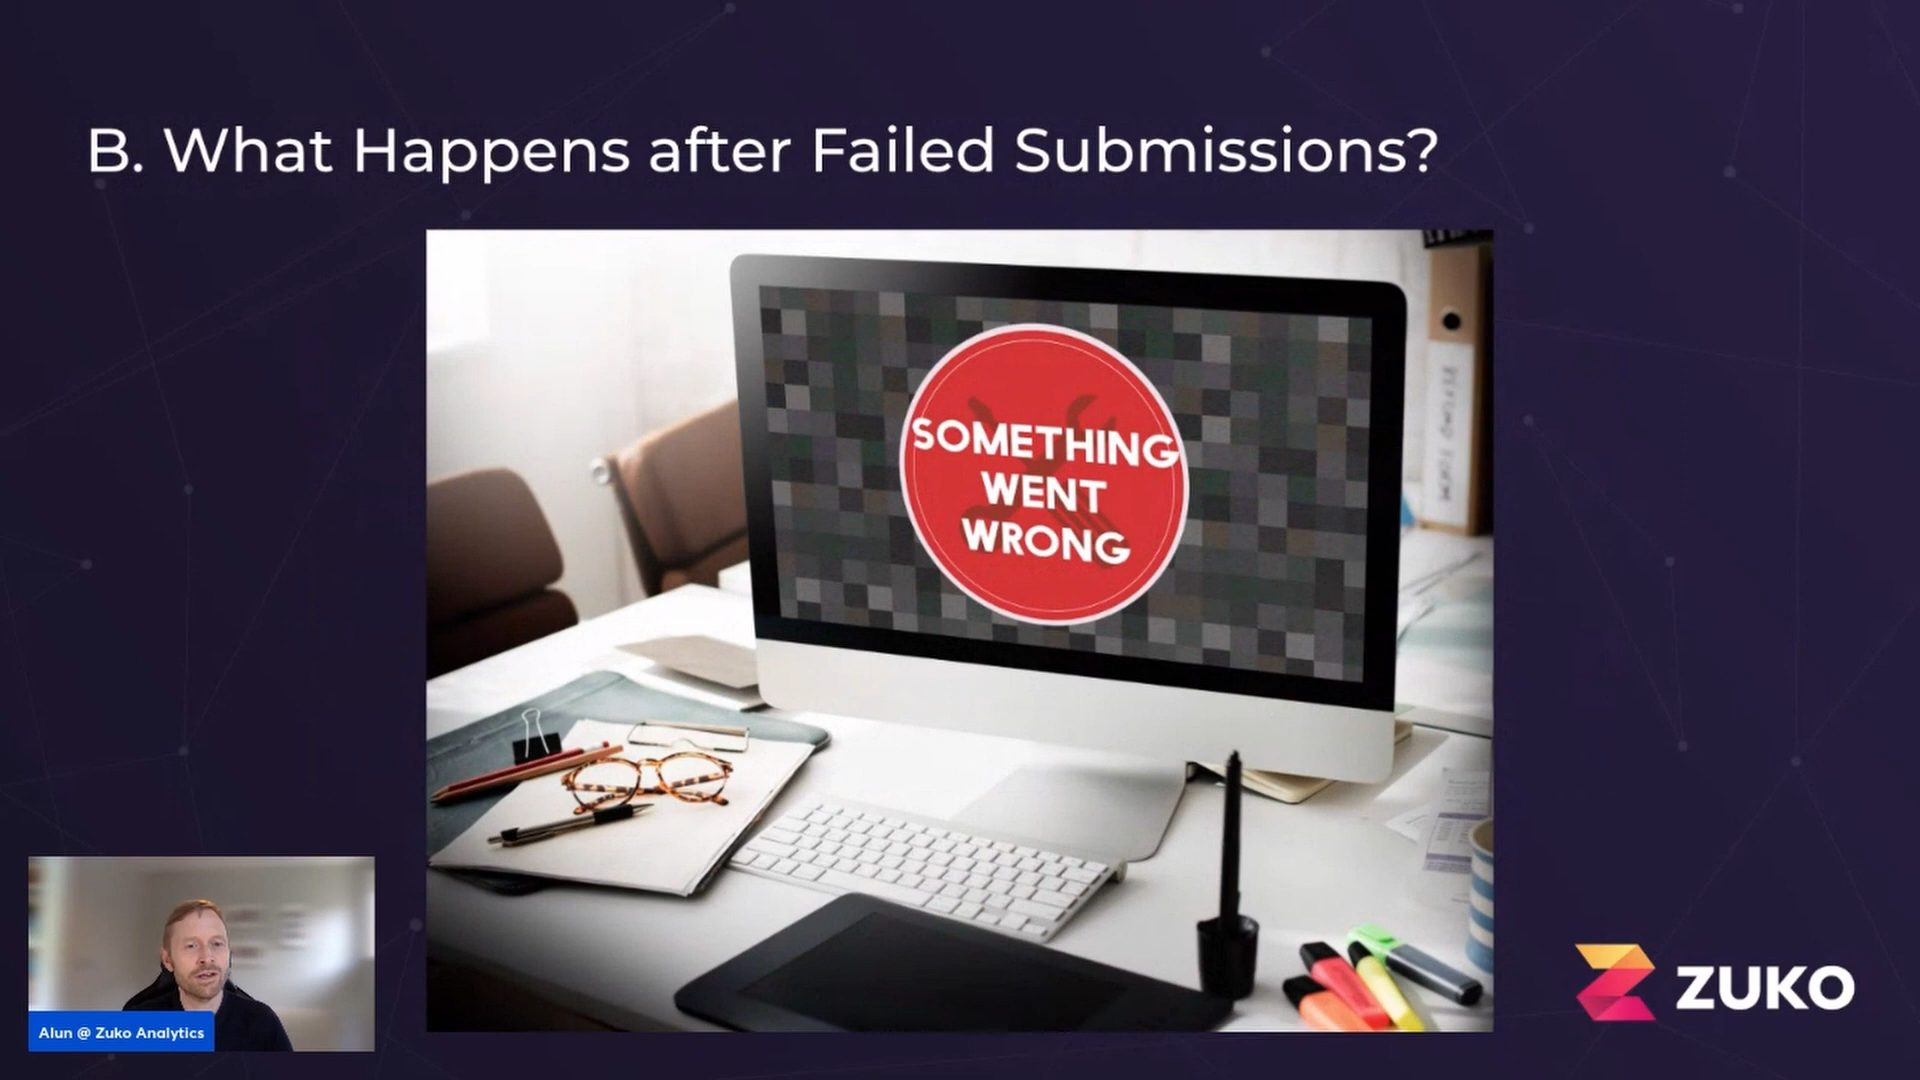 B. What Happens after Failed Submissions?
SOMETHING
WENT
WRONG
Alun @ Zuko Analytics
ZUKO